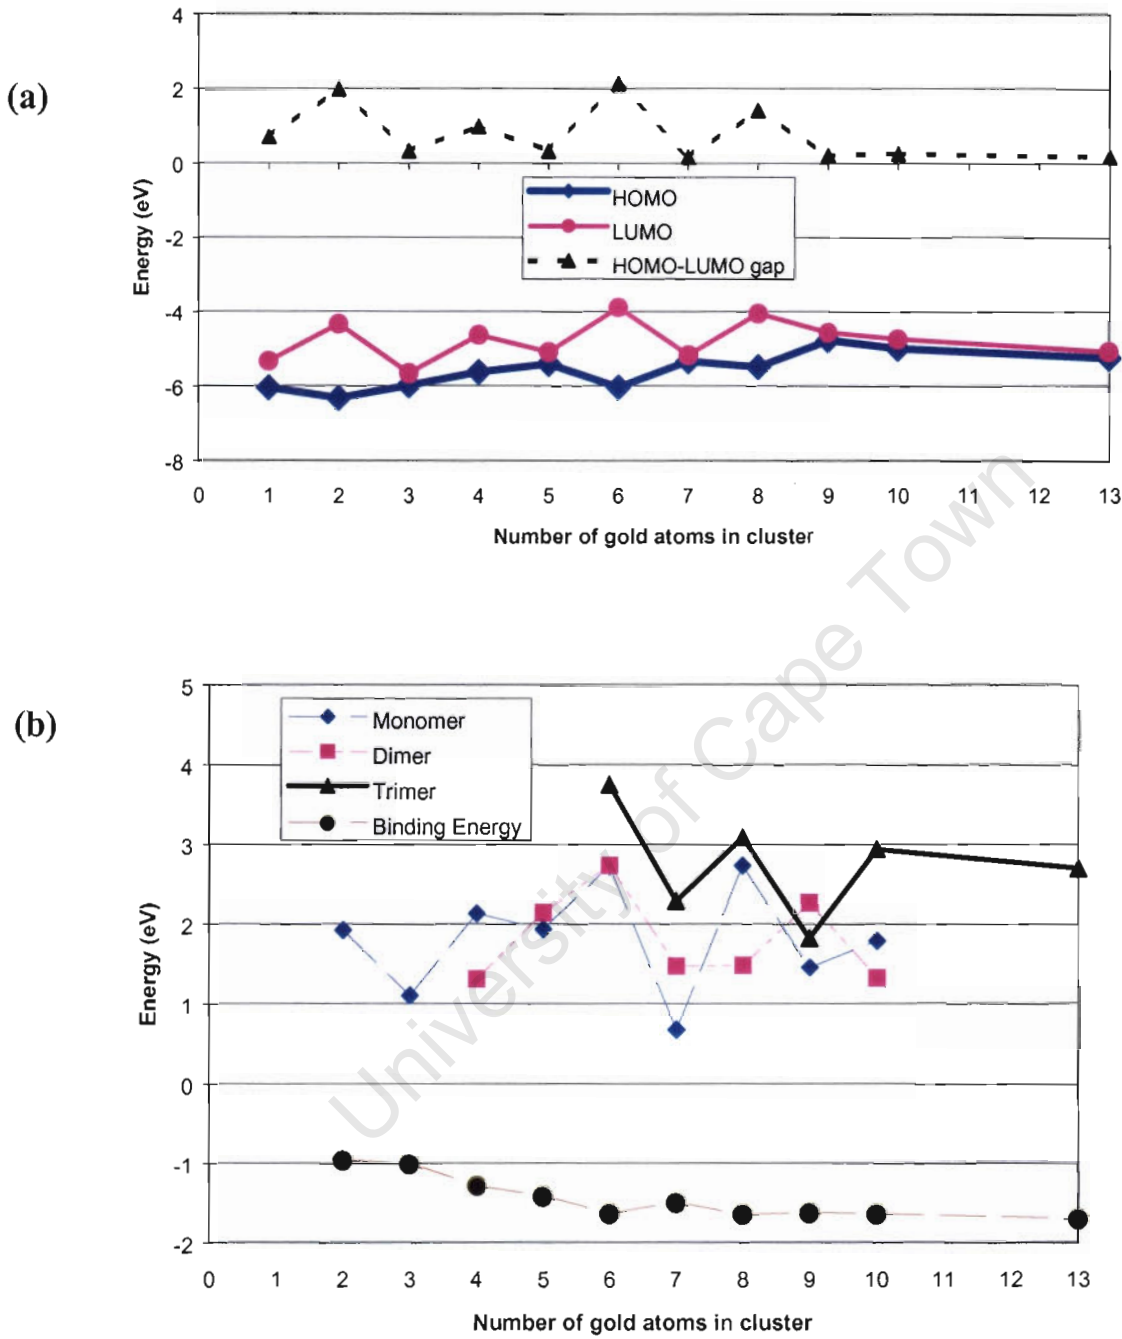 (a)
4
2
0
-2
-4
-6
-8
Energy (eV)
HOMO
LUMO
HOMO-LUMO gap
0 1 2 3 4 5 6 7 8 9 10 11 12 13
Number of gold atoms in cluster
(b)
5
4
3
2
1
0
-1
-2
Energy (eV)
Monomer
Dimer
Trimer
Binding Energy
0 1 2 3 4 5 6 7 8 9 10 11 12 13
Number of gold atoms in cluster
University of Cape Town